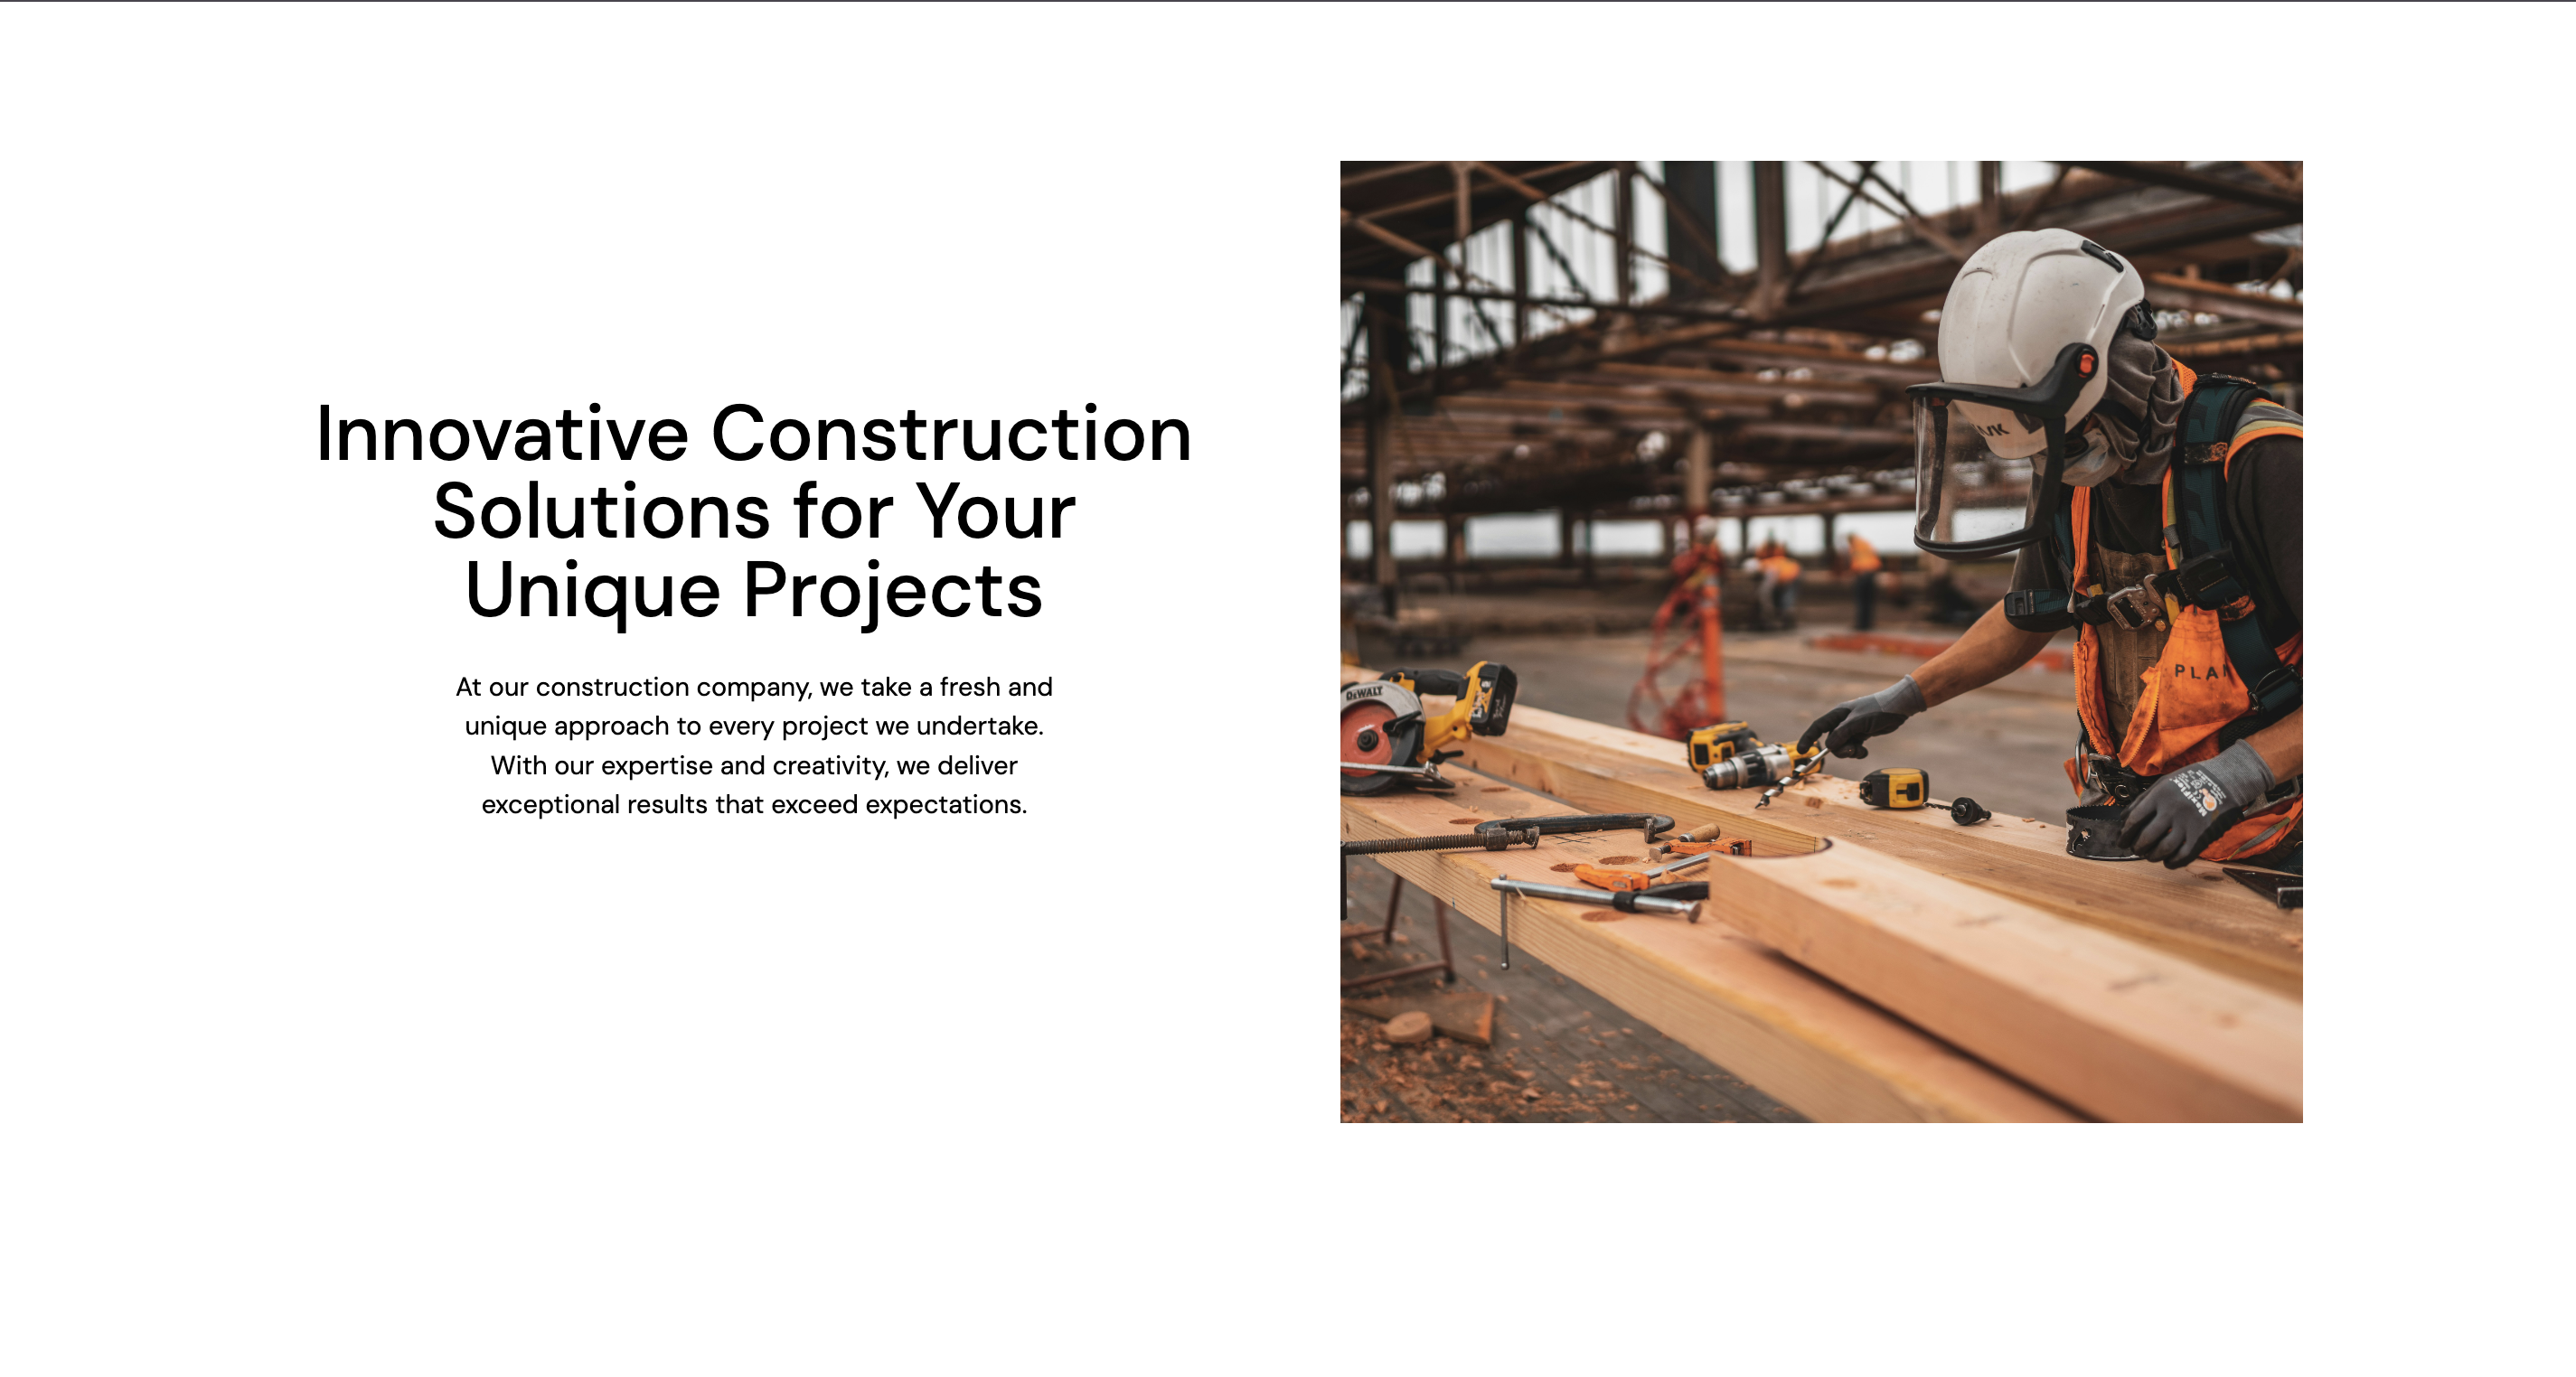 Innovative Construction
Solutions for Your
Unique Projects
At our construction company, we take a fresh and
unique approach to every project we undertake.
With our expertise and creativity, we deliver
exceptional results that exceed expectations.
DEWALT
PLAN